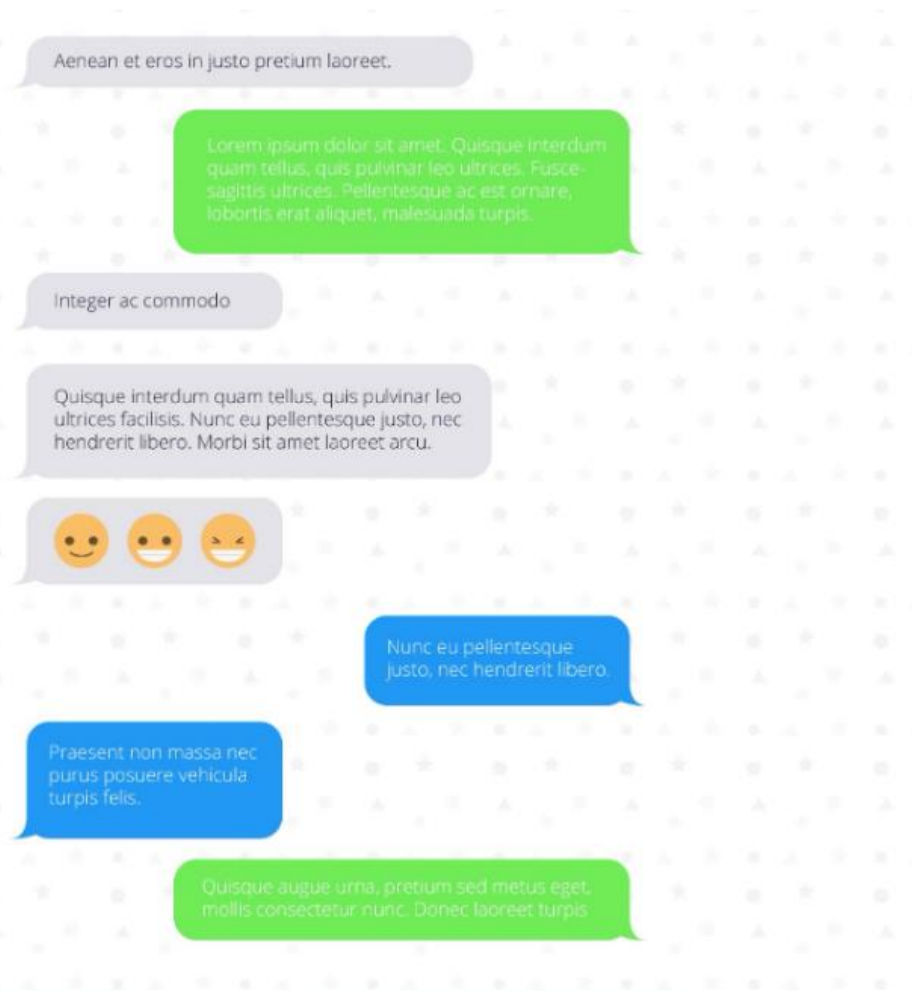 Aenean et eros in justo pretium laoreet.
Lorem ipsum dolor sit amet. Quisque interdum
quam tellus, quis pulvinar leo ultrices. Fusce-
sagittis ultrices. Pellentesque ac est ornare,
lobortis erat aliquet, malesuada turpis.
Integer ac commodo
Quisque interdum quam tellus, quis pulvinar leo
ultrices facilisis. Nunc eu pellentesque justo, nec
hendrerit libero. Morbi sit amet laoreet arcu.
Nunc eu pellentesque
justo, nec hendrerit libero.
Praesent non massa nec
purus posuere vehicula
turpis felis.
Quisque augue urna, pretium sed metus eget,
mollis consectetur nunc. Donec laoreet turpis